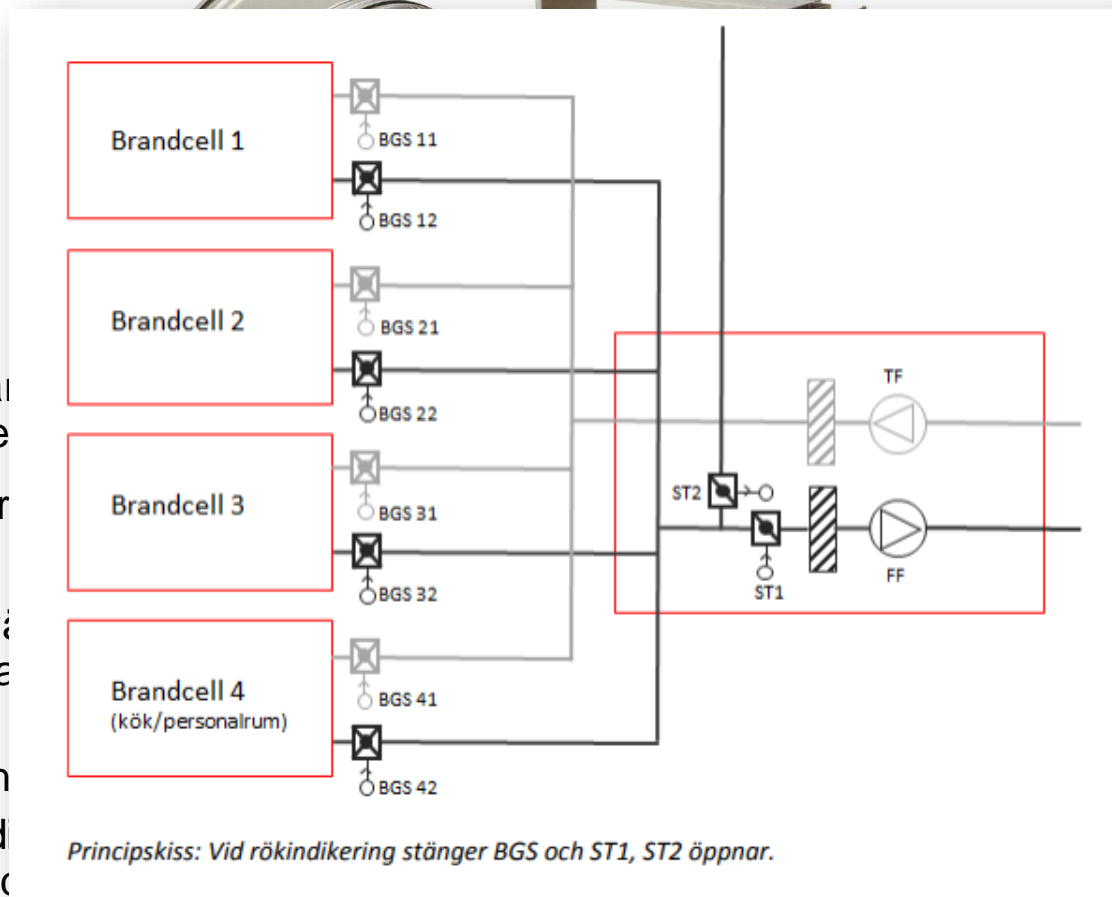 Brandcell 1
BGS 11
BGS 12
Brandcell 2
BGS 21
BGS 22
Brandcell 3
BGS 31
BGS 32
Brandcell 4
(kök/personalrum)
BGS 41
BGS 42
TF
ST2
ST1
FF
Principskiss: Vid rökindikering stänger BGS och ST1, ST2 öppnar.